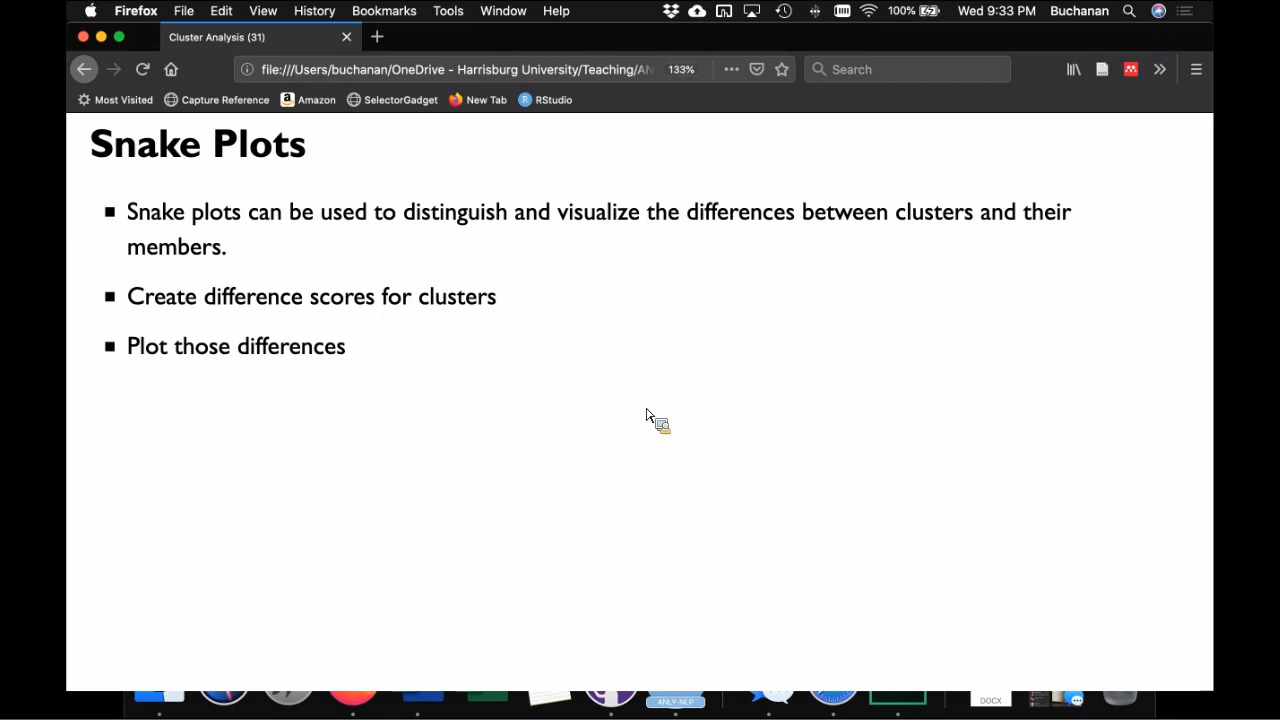 Firefox File Edit View History Bookmarks Tools Window Help 100% Wed 9:33 PM Buchanan
Cluster Analysis (31)
file:///Users/buchanan/OneDrive - Harrisburg University/Teaching/AN 133% Search
Most Visited Capture Reference Amazon SelectorGadget New Tab RStudio
Snake Plots
Snake plots can be used to distinguish and visualize the differences between clusters and their
members.
Create difference scores for clusters
Plot those differences
ANLY-NLP DOCX